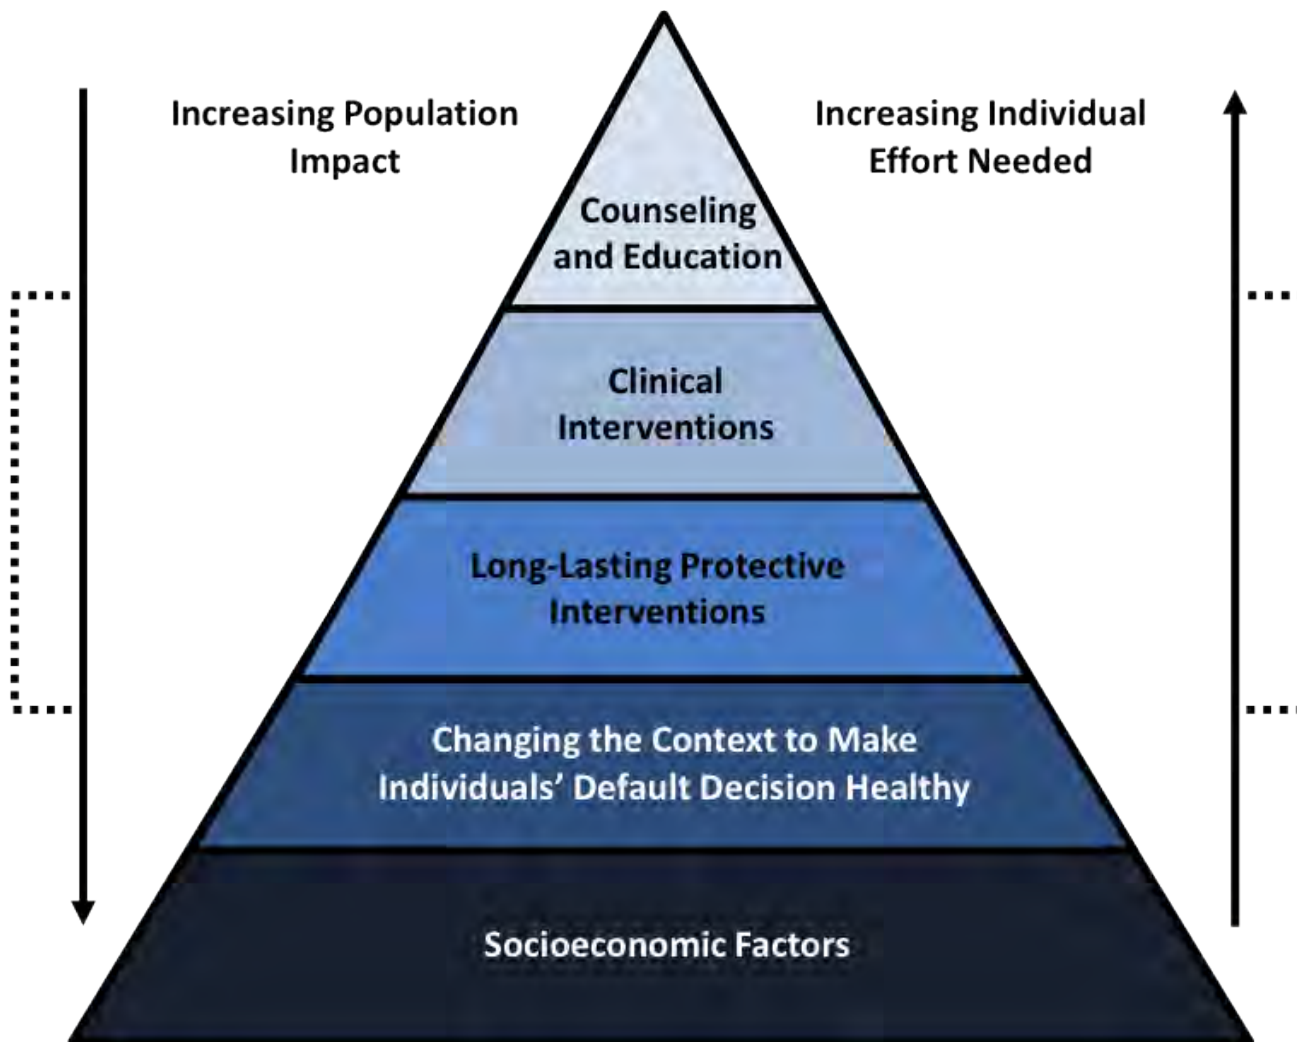 Increasing Population
Impact
Increasing Individual
Effort Needed
Counseling
and Education
Clinical
Interventions
Long-Lasting Protective
Interventions
Changing the Context to Make
Individuals’ Default Decision Healthy
Socioeconomic Factors